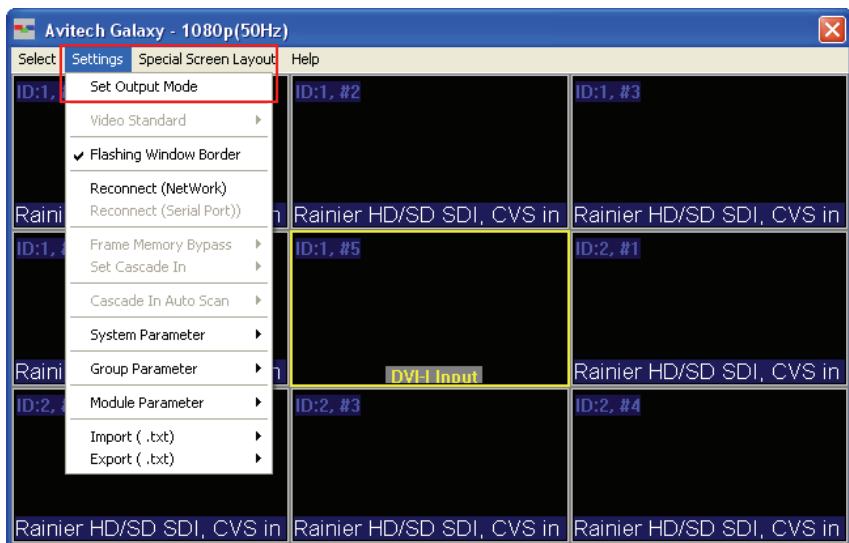 Avitech Galaxy - 1080p(50Hz)
Select Settings Special Screen Layout Help
Set Output Mode
Video Standard
Flashing Window Border
Reconnect (NetWork)
Reconnect (Serial Port))
Frame Memory Bypass
Set Cascade In
Cascade In Auto Scan
System Parameter
Group Parameter
Module Parameter
Import ( .txt)
Export ( .txt)
ID:1,
ID:1, #2
ID:1, #3
Raini n
Rainier HD/SD SDI, CVS in
Rainier HD/SD SDI, CVS in
ID:1,
ID:1, #5
ID:2, #1
Raini n
DVI-I Input
Rainier HD/SD SDI, CVS in
ID:2,
ID:2, #3
ID:2, #4
Rainier HD/SD SDI, CVS in
Rainier HD/SD SDI, CVS in
Rainier HD/SD SDI, CVS in